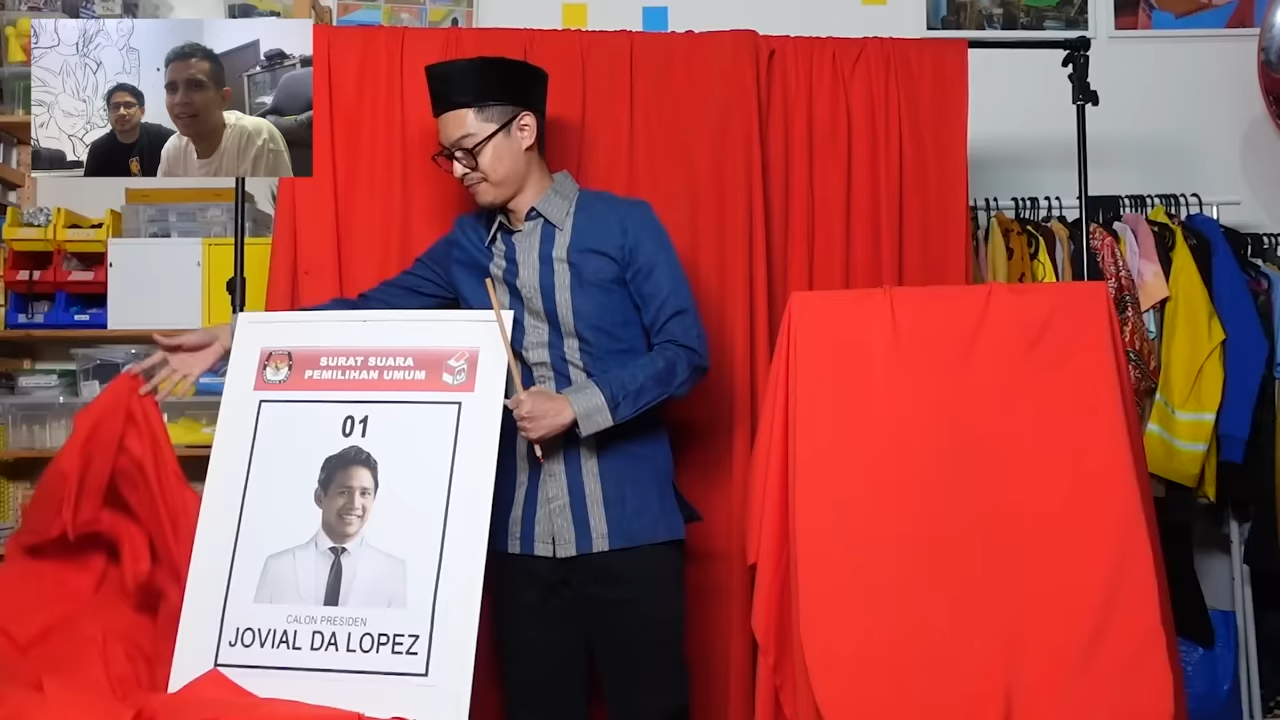 SURAT SUARA
PEMILIHAN UMUM
01
CALON PRESIDEN
JOVIAL DA LOPEZ